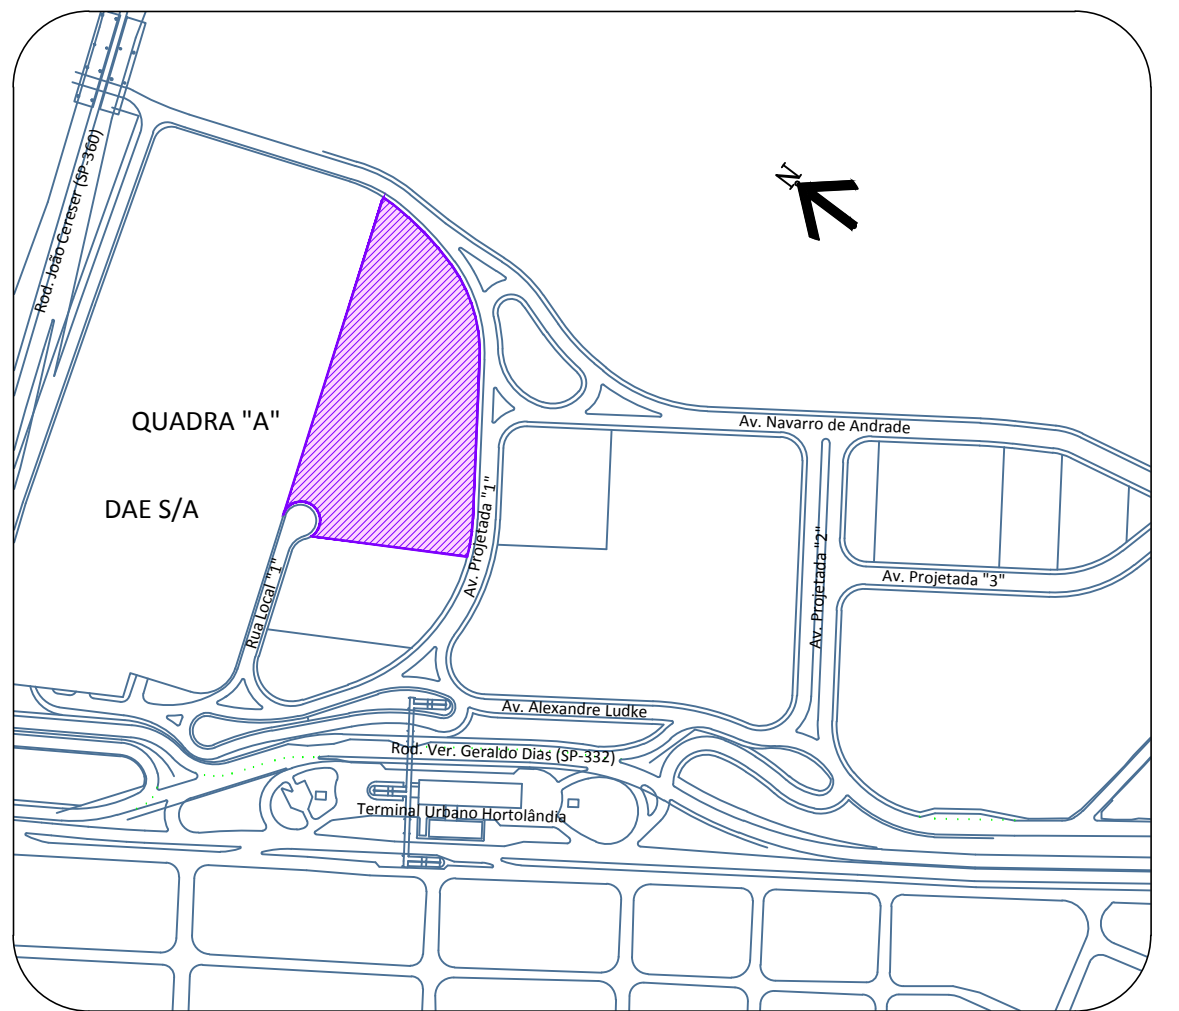 Rod. João Cereser (SP-360)
N
QUADRA "A"
Av. Navarro de Andrade
DAE S/A
Av. Projetada "1"
Av. Projetada "2"
Av. Projetada "3"
Rua Local "1"
Av. Alexandre Ludke
Rod. Ver. Geraldo Dias (SP-332)
Terminal Urbano Hortolândia